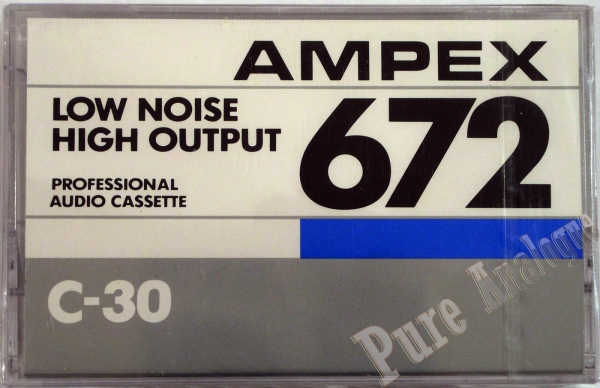 AMPEX
LOW NOISE
HIGH OUTPUT
672
PROFESSIONAL
AUDIO CASSETTE
C-30
Pure Analogue